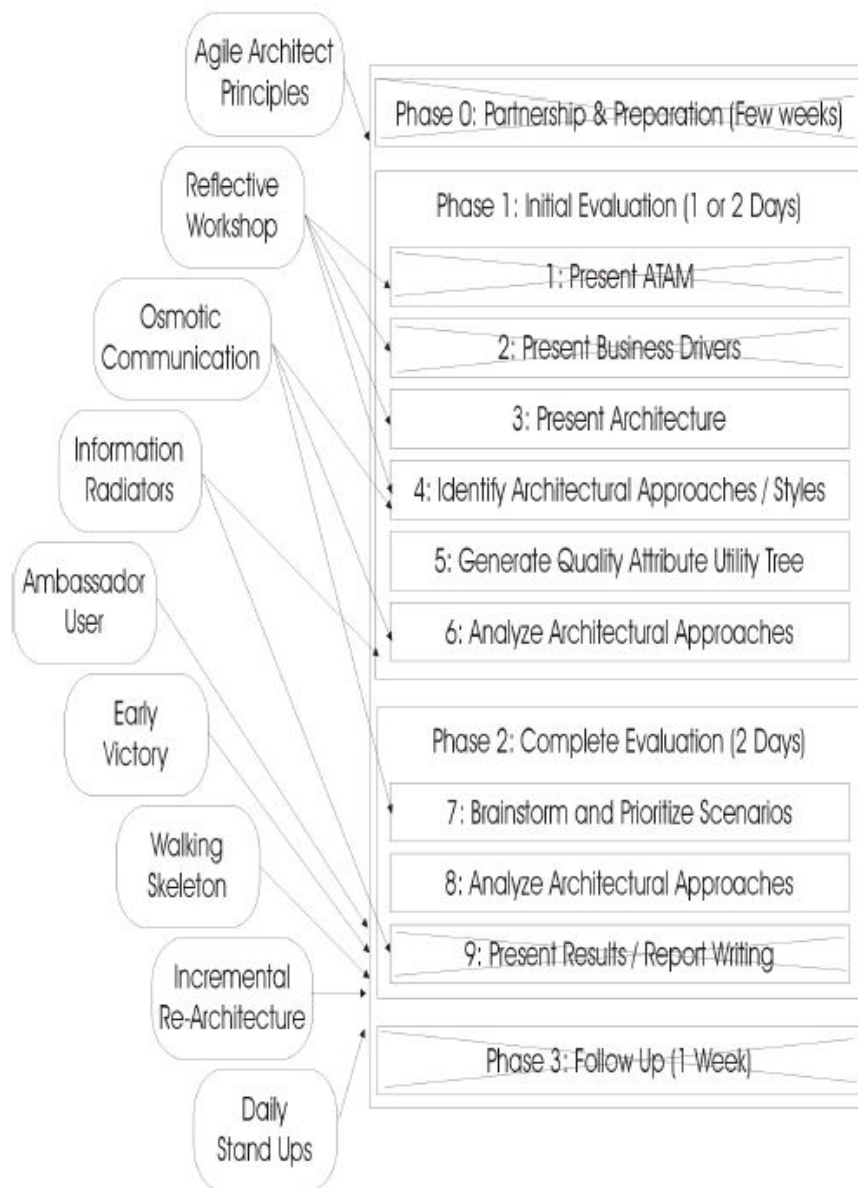 Agile Architect
Principles
Phase 0: Partnership & Preparation (Few weeks)
Reflective
Workshop
Phase 1: Initial Evaluation (1 or 2 Days)
1: Present ATAM
Osmotic
Communication
2: Present Business Drivers
3: Present Architecture
Information
Radiators
4: Identify Architectural Approaches / Styles
5: Generate Quality Attribute Utility Tree
Ambassador
User
6: Analyze Architectural Approaches
Early
Victory
Phase 2: Complete Evaluation (2 Days)
7: Brainstorm and Prioritize Scenarios
Walking
Skeleton
8: Analyze Architectural Approaches
9: Present Results / Report Writing
Incremental
Re-Architecture
Phase 3: Follow Up (1 Week)
Daily
Stand Ups